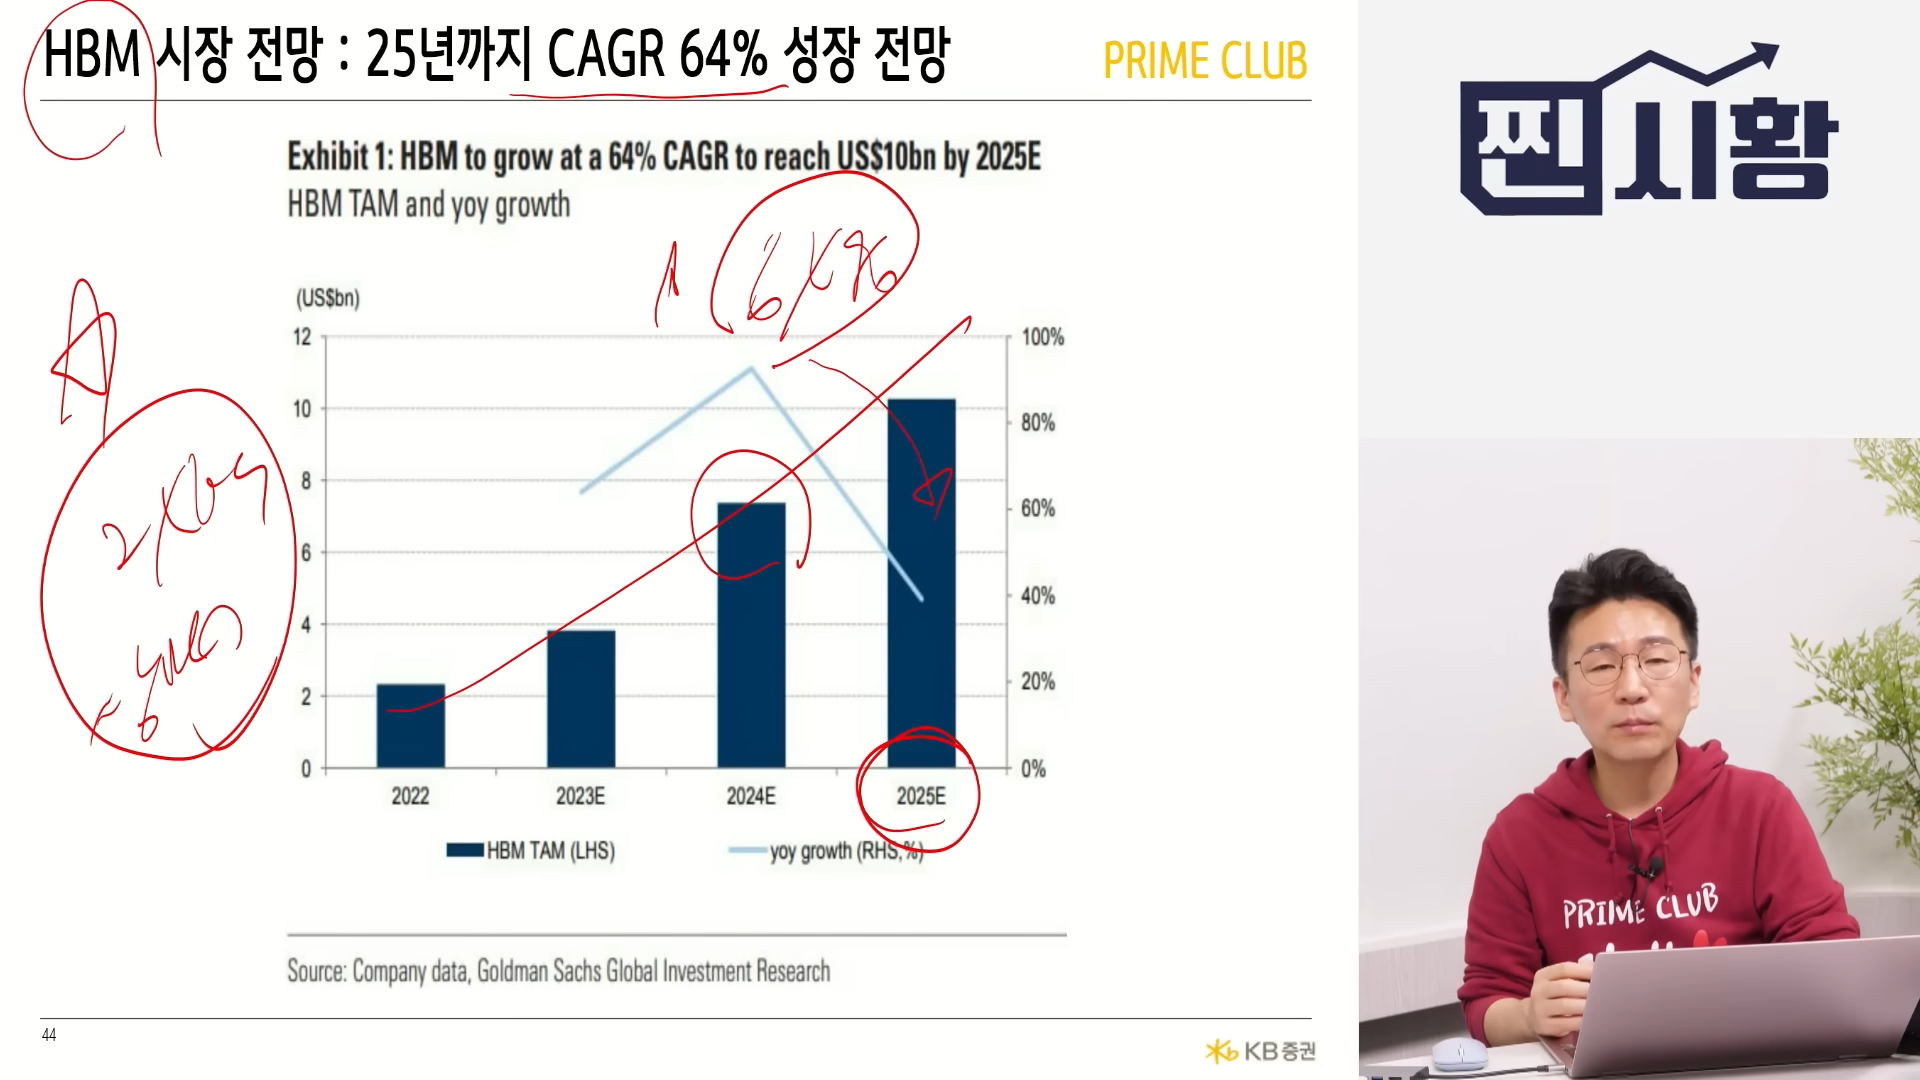 HBM 시장 전망 : 25년까지 CAGR 64% 성장 전망
PRIME CLUB
Exhibit 1: HBM to grow at a 64% CAGR to reach US$10bn by 2025E
HBM TAM and yoy growth
(US$bn)
12
10
8
6
4
2
0
100%
80%
60%
40%
20%
0%
2022
2023E
2024E
2025E
HBM TAM (LHS)
yoy growth (RHS,%)
Source: Company data, Goldman Sachs Global Investment Research
44
KB증권
찐시황
PRIME CLUB